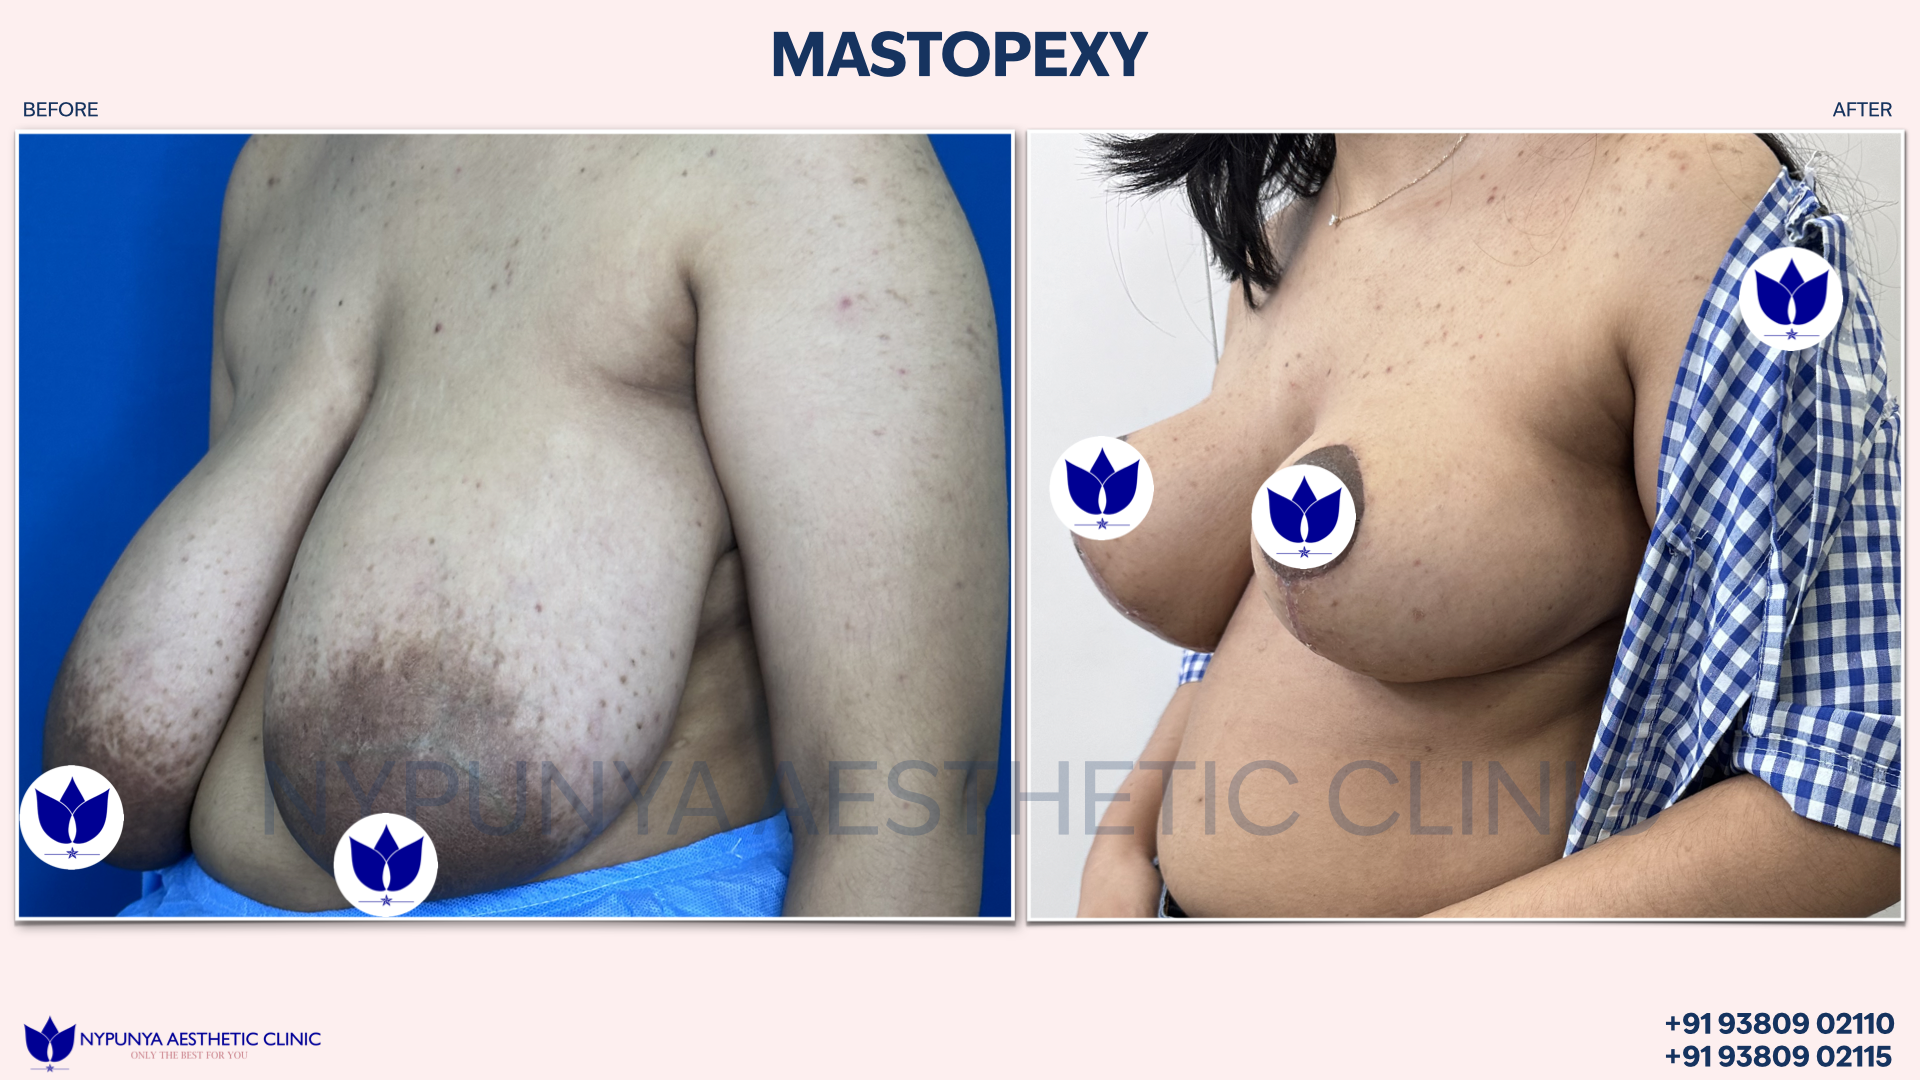 MASTOPEXY
BEFORE
AFTER
NYPUNYA AESTHETIC CLINIC
NYPUNYA AESTHETIC CLINIC
ONLY THE BEST FOR YOU
+91 93809 02110
+91 93809 02115